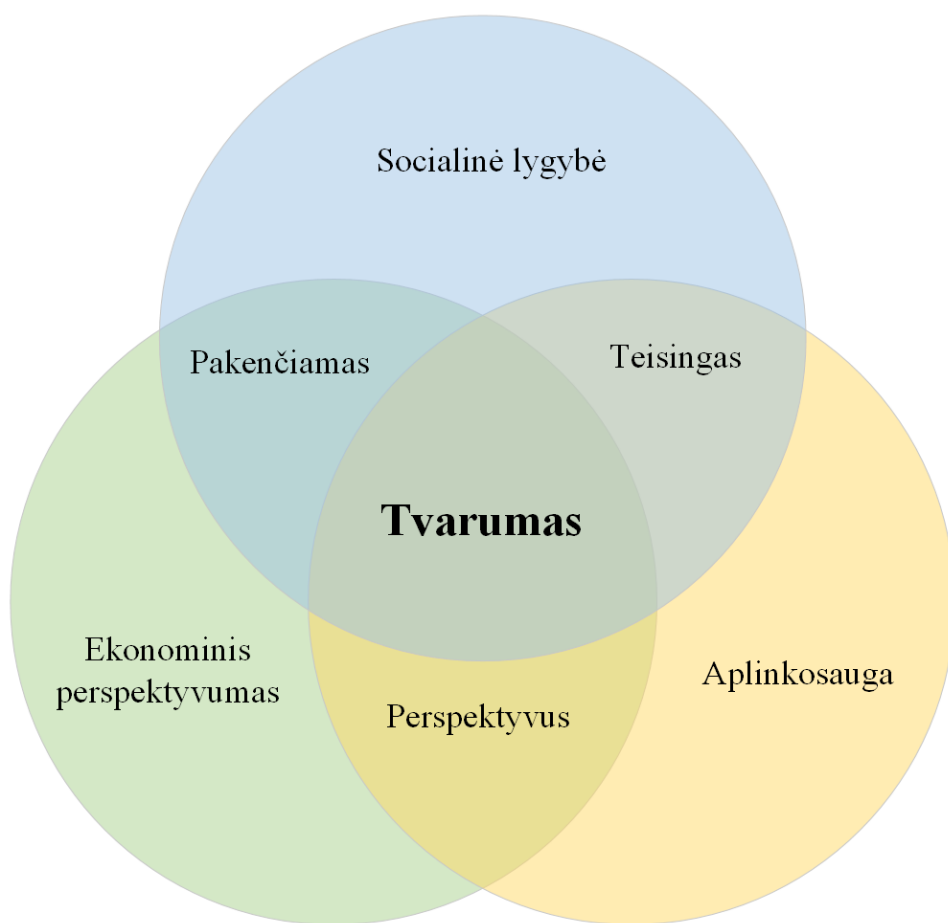 Socialinė lygybė
Pakenčiamas
Teisingas
Tvarumas
Ekonominis
perspektyvumas
Aplinkosauga
Perspektyvus